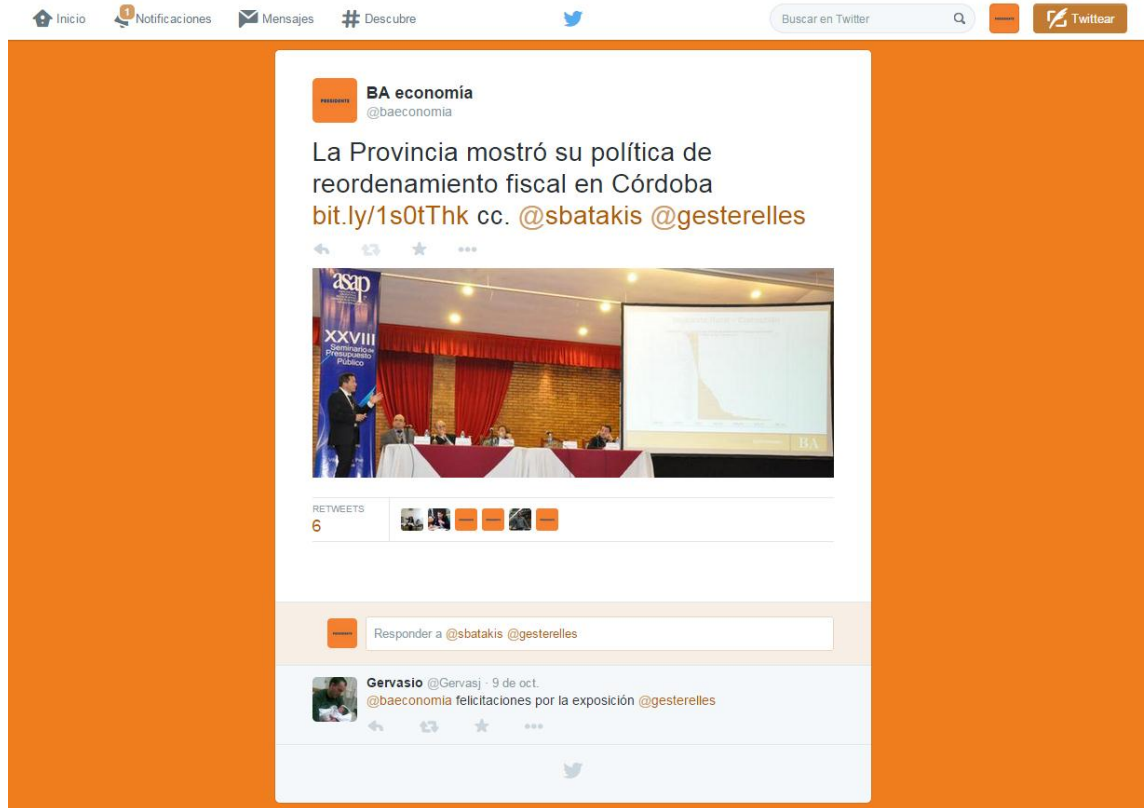 Inicio
1
Notificaciones
Mensajes
Descubre
Buscar en Twitter
Twittear
PRESIDENTE
BA economía
@baeconomia
La Provincia mostró su política de
reordenamiento fiscal en Córdoba
bit.ly/1s0tThk cc. @sbatakis @gesterelles
asap
XXVIII
Seminario de
Presupuesto
Público
BA
RETWEETS
6
Responder a @sbatakis @gesterelles
Gervasio @Gervasj · 9 de oct.
@baeconomia felicitaciones por la exposición @gesterelles